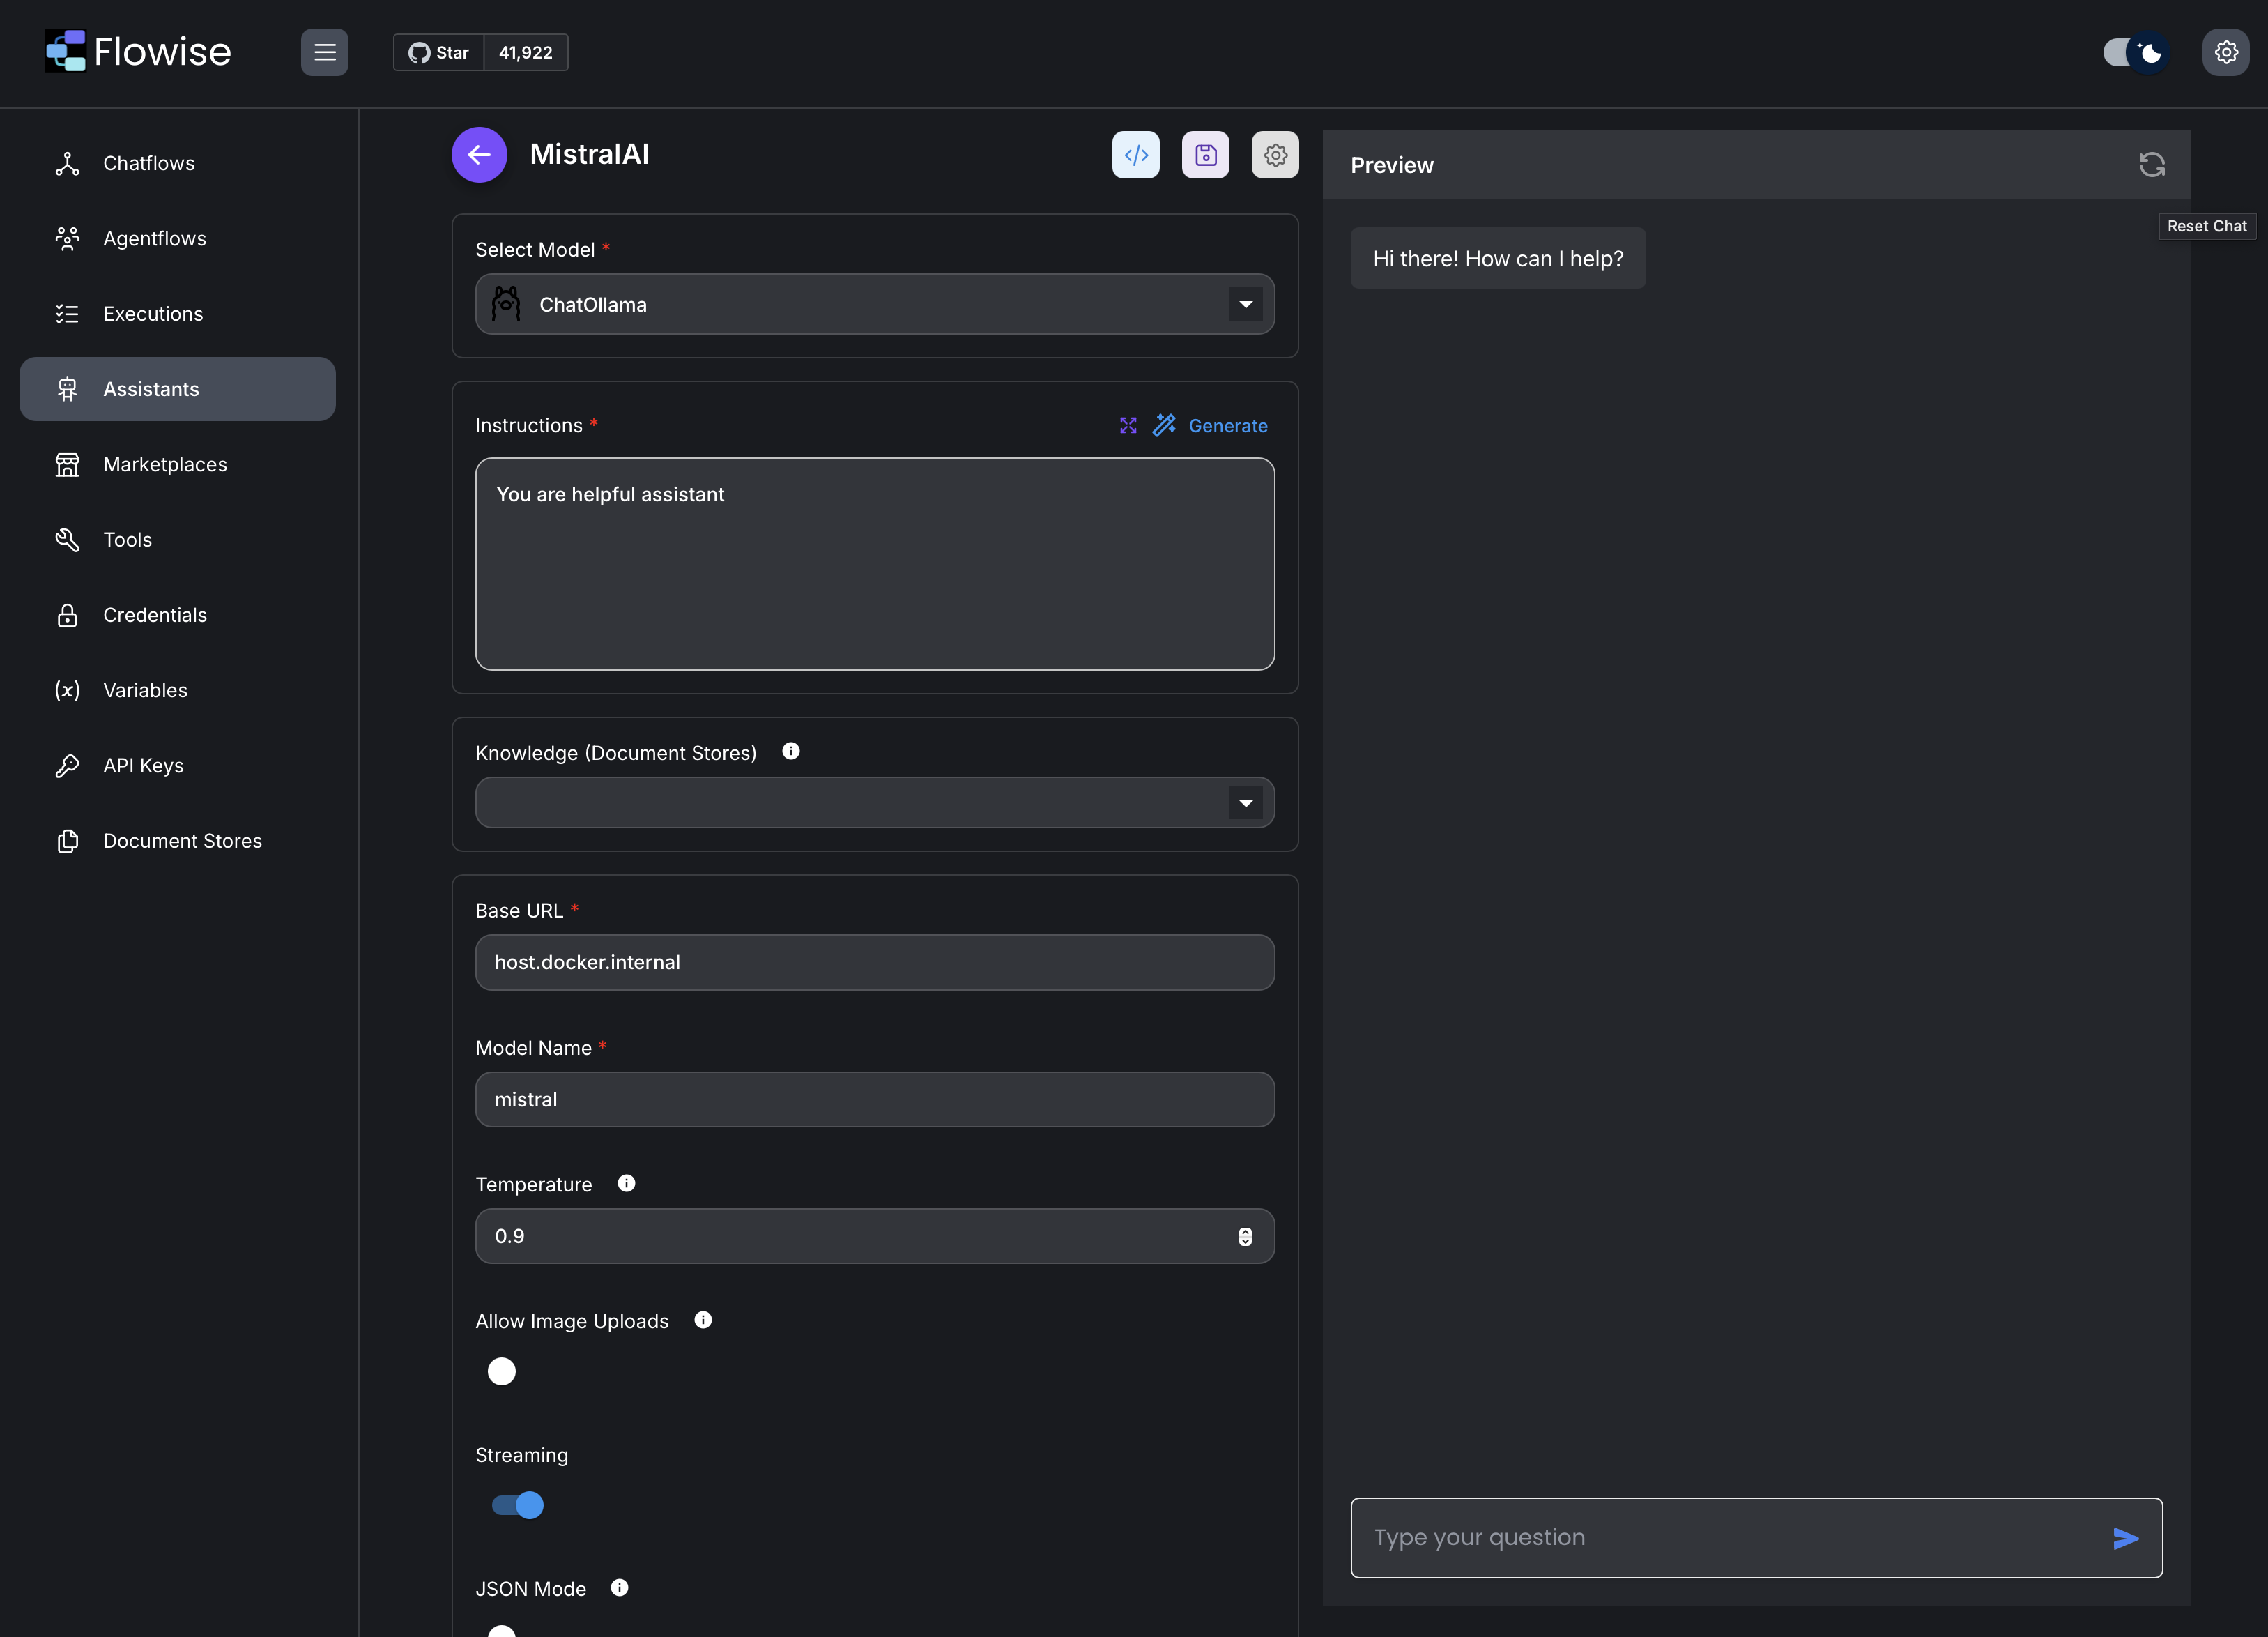 Flowise
Star 41,922
Chatflows
Agentflows
Executions
Assistants
Marketplaces
Tools
Credentials
Variables
API Keys
Document Stores
MistralAI
Select Model *
ChatOllama
Instructions *
Generate
You are helpful assistant
Knowledge (Document Stores)
Base URL *
host.docker.internal
Model Name *
mistral
Temperature
0.9
Allow Image Uploads
Streaming
JSON Mode
Preview
Reset Chat
Hi there! How can I help?
Type your question